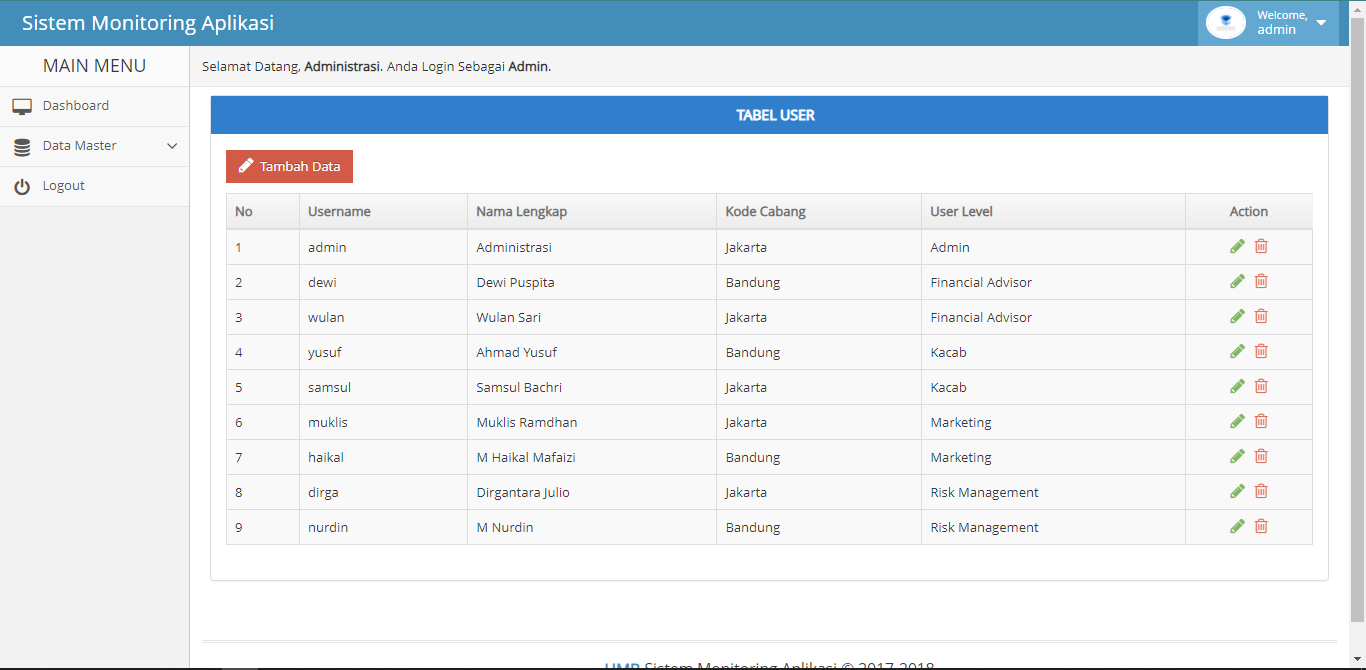 Sistem Monitoring Aplikasi
Welcome,
admin
MAIN MENU
Selamat Datang, Administrasi. Anda Login Sebagai Admin.
Dashboard
Data Master
Logout
TABEL USER
Tambah Data
No Username Nama Lengkap Kode Cabang User Level Action
1 admin Administrasi Jakarta Admin
2 dewi Dewi Puspita Bandung Financial Advisor
3 wulan Wulan Sari Jakarta Financial Advisor
4 yusuf Ahmad Yusuf Bandung Kacab
5 samsul Samsul Bachri Jakarta Kacab
6 muklis Muklis Ramdhan Jakarta Marketing
7 haikal M Haikal Mafaizi Bandung Marketing
8 dirga Dirgantara Julio Jakarta Risk Management
9 nurdin M Nurdin Bandung Risk Management
Sistem Monitoring Aplikasi © 2017-2018